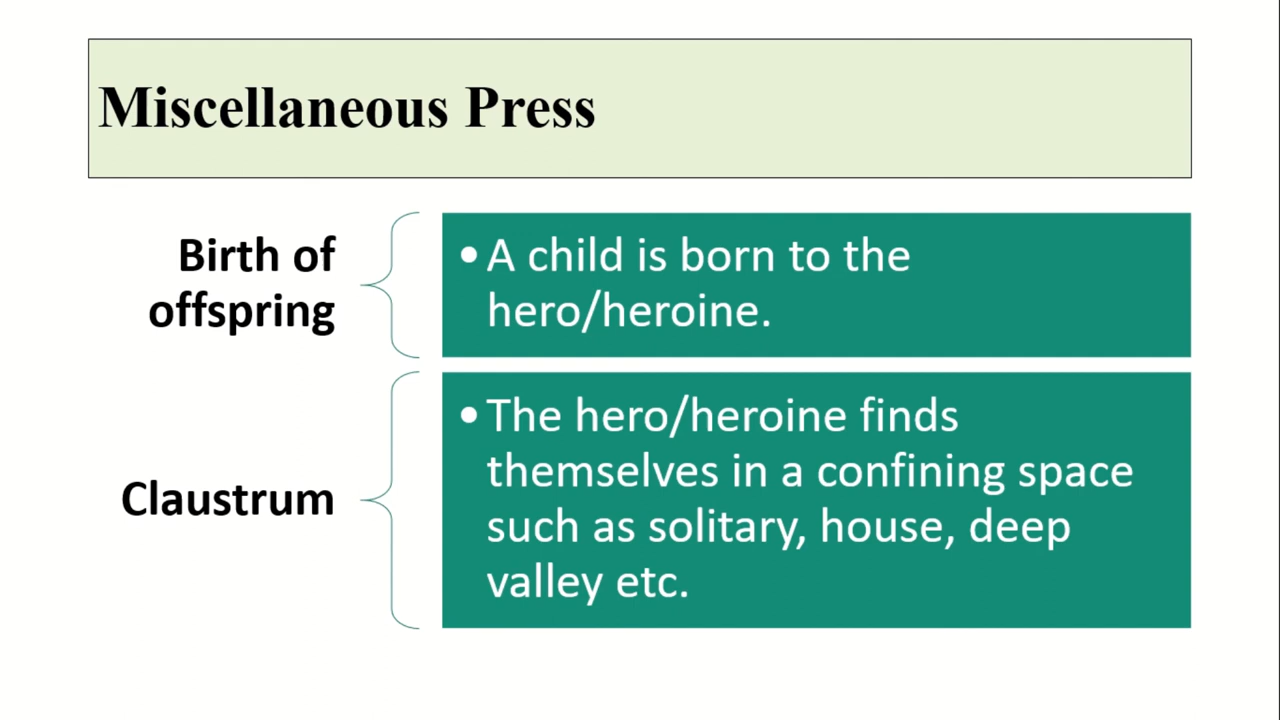 Miscellaneous Press
Birth of
offspring
•A child is born to the
hero/heroine.
Claustrum
•The hero/heroine finds
themselves in a confining space
such as solitary, house, deep
valley etc.